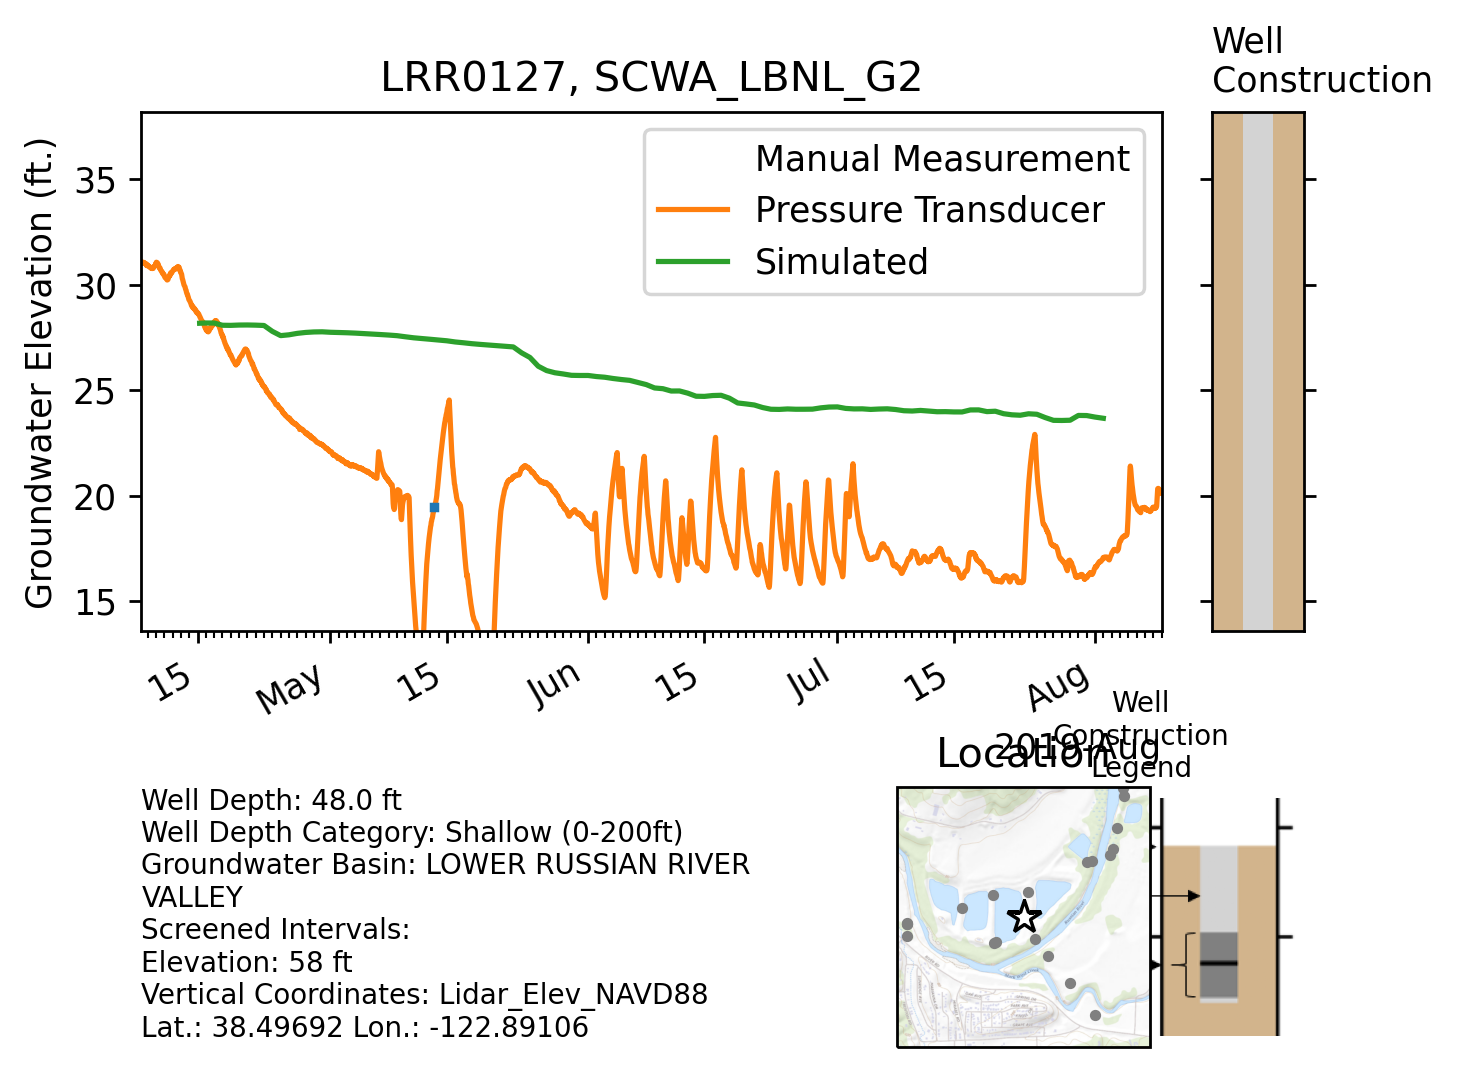 Well
Construction
LRR0127, SCWA_LBNL_G2
Groundwater Elevation (ft.)
35
30
25
20
15
Manual Measurement
Pressure Transducer
Simulated
15
May
15
Jun
15
Jul
15
Aug
2019-Aug
Well
Construction
Legend
Location
Well Depth: 48.0 ft
Well Depth Category: Shallow (0-200ft)
Groundwater Basin: LOWER RUSSIAN RIVER
VALLEY
Screened Intervals:
Elevation: 58 ft
Vertical Coordinates: Lidar_Elev_NAVD88
Lat.: 38.49692 Lon.: -122.89106